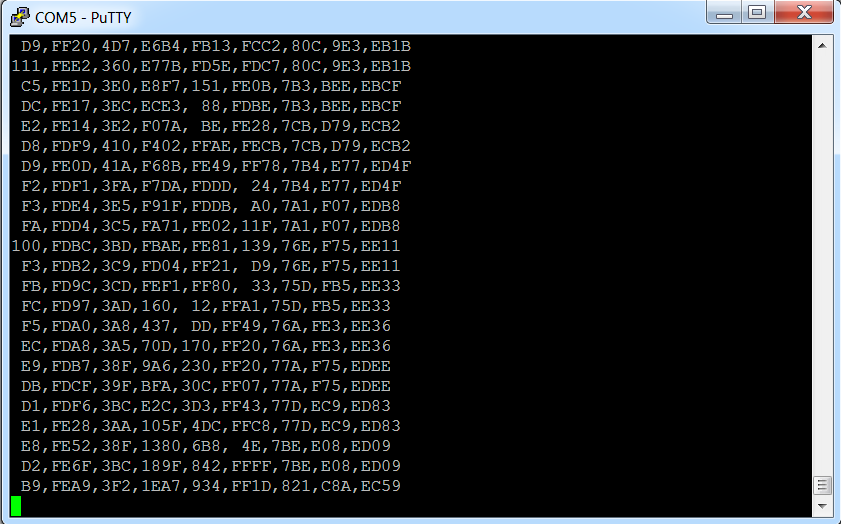 COM5 - PuTTY
D9,FF20,4D7,E6B4,FB13,FCC2,80C,9E3,EB1B
111,FEE2,360,E77B,FD5E,FDC7,80C,9E3,EB1B
C5,FE1D,3E0,E8F7,151,FE0B,7B3,BEE,EBCF
DC,FE17,3EC,ECE3, 88,FDBE,7B3,BEE,EBCF
E2,FE14,3E2,F07A, BE,FE28,7CB,D79,ECB2
D8,FDF9,410,F402,FFAE,FECB,7CB,D79,ECB2
D9,FE0D,41A,F68B,FE49,FF78,7B4,E77,ED4F
F2,FDF1,3FA,F7DA,FDDD, 24,7B4,E77,ED4F
F3,FDE4,3E5,F91F,FDDB, A0,7A1,F07,EDB8
FA,FDD4,3C5,FA71,FE02,11F,7A1,F07,EDB8
100,FDBC,3BD,FBAE,FE81,139,76E,F75,EE11
F3,FDB2,3C9,FD04,FF21, D9,76E,F75,EE11
FB,FD9C,3CD,FEF1,FF80, 33,75D,FB5,EE33
FC,FD97,3AD,160, 12,FFA1,75D,FB5,EE33
F5,FDA0,3A8,437, DD,FF49,76A,FE3,EE36
EC,FDA8,3A5,70D,170,FF20,76A,FE3,EE36
E9,FDB7,38F,9A6,230,FF20,77A,F75,EDEE
DB,FDCF,39F,BFA,30C,FF07,77A,F75,EDEE
D1,FDF6,3BC,E2C,3D3,FF43,77D,EC9,ED83
E1,FE28,3AA,105F,4DC,FFC8,77D,EC9,ED83
E8,FE52,38F,1380,6B8, 4E,7BE,E08,ED09
D2,FE6F,3BC,189F,842,FFFF,7BE,E08,ED09
B9,FEA9,3F2,1EA7,934,FF1D,821,C8A,EC59